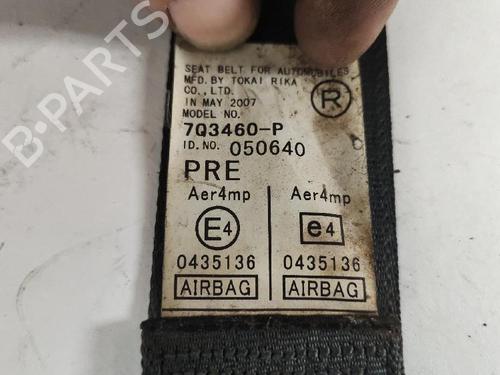 SEAT BELT FOR AUTOMOBILES
MFD. BY TOKAI RIKA
CO., LTD.
IN MAY 2007
R
MODEL NO.
7Q3460-P
ID. NO. 050640
PRE
Aer4mp Aer4mp
E4 e4
0435136 0435136
AIRBAG AIRBAG
B-PARTS